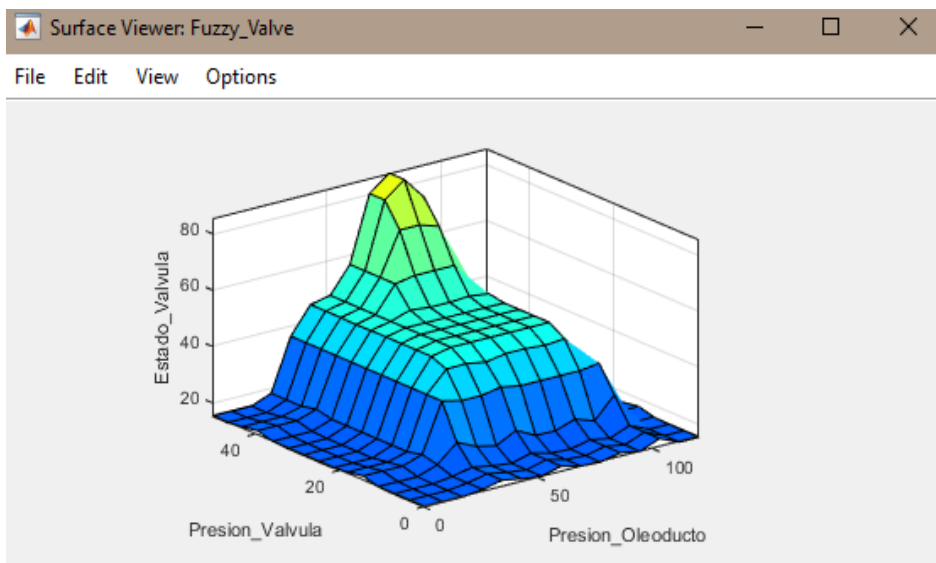 Surface Viewer: Fuzzy_Valve
File Edit View Options
80
60
40
20
Estado_Valvula
40
20
0
Presion_Valvula
0
50
100
Presion_Oleoducto